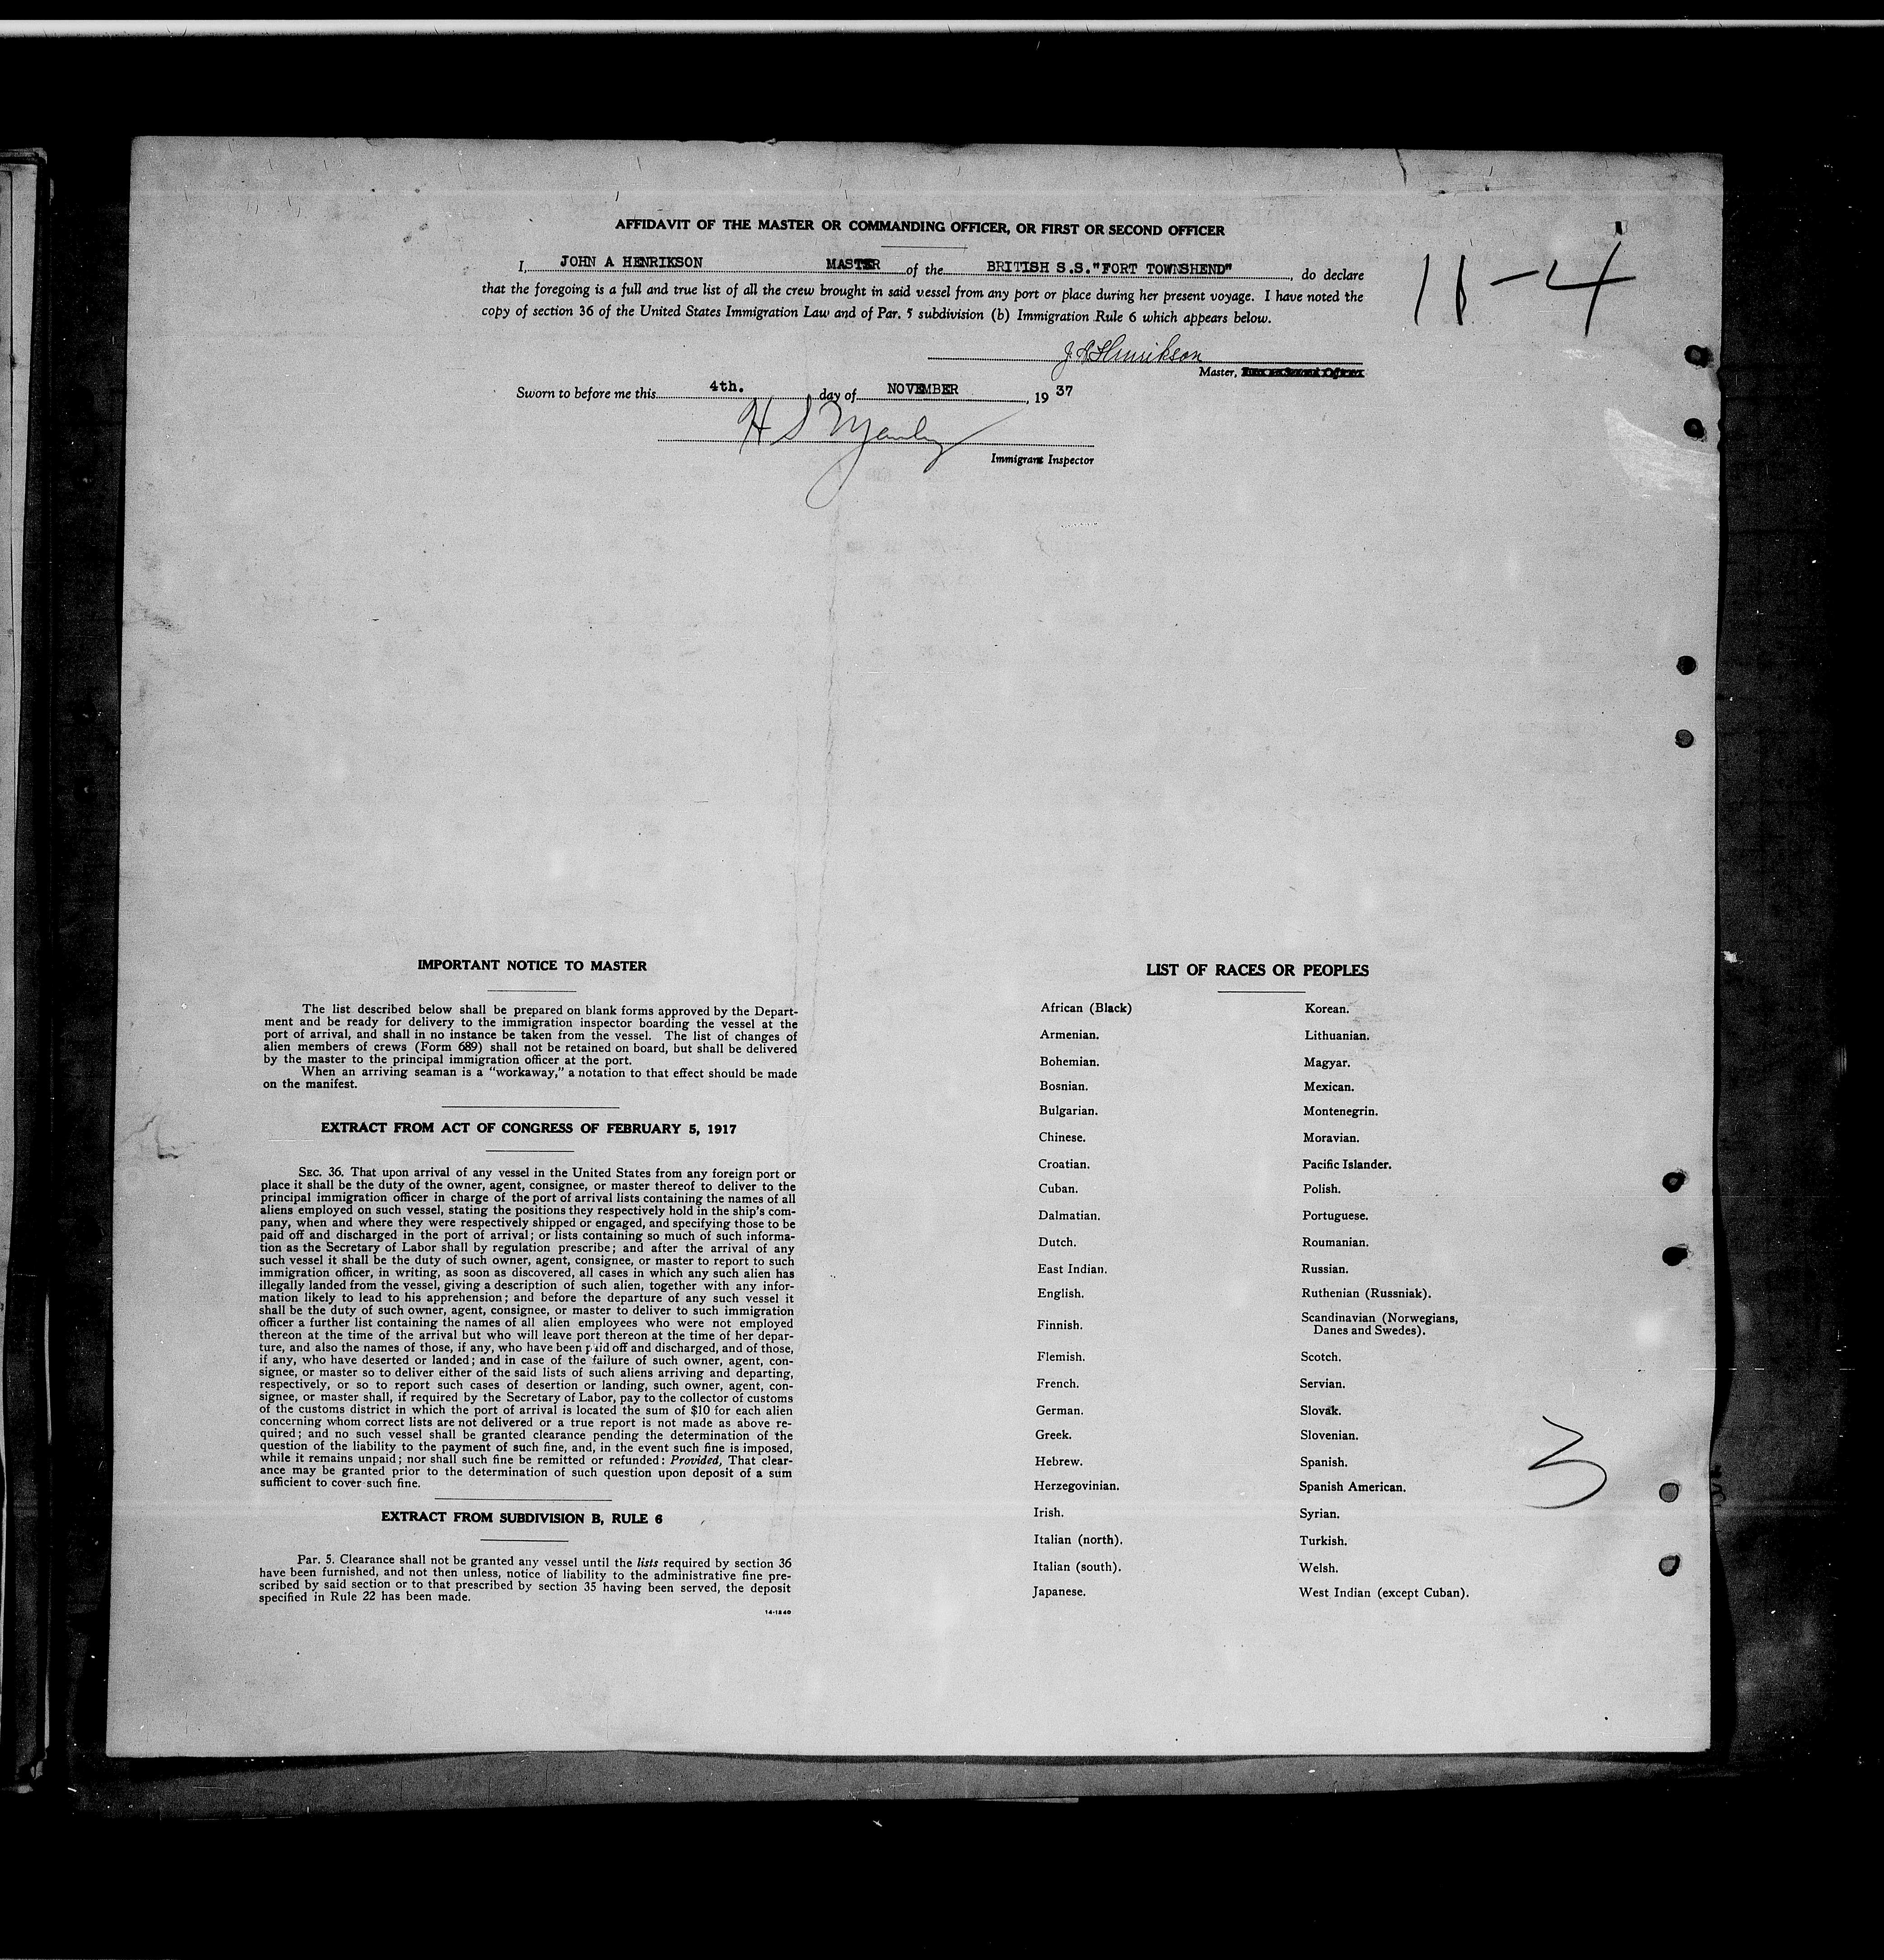 AFFIDAVIT OF THE MASTER OR COMMANDING OFFICER, OR FIRST OR SECOND OFFICER
I, JOHN A HENRIKSON MASTER of the BRITISH S.S."FORT TOWNSHEND", do declare
that the foregoing is a full and true list of all the crew brought in said vessel from any port or place during her present voyage. I have noted the
copy of section 36 of the United States Immigration Law and of Par. 5 subdivision (b) Immigration Rule 6 which appears below.
11-4
J. A Henrikson
Master, First or Second Officer
Sworn to before me this 4th. day of NOVEMBER, 19 37
H S Manley
Immigrant Inspector
IMPORTANT NOTICE TO MASTER
The list described below shall be prepared on blank forms approved by the Depart-
ment and be ready for delivery to the immigration inspector boarding the vessel at the
port of arrival, and shall in no instance be taken from the vessel. The list of changes of
alien members of crews (Form 689) shall not be retained on board, but shall be delivered
by the master to the principal immigration officer at the port.
When an arriving seaman is a "workaway," a notation to that effect should be made
on the manifest.
EXTRACT FROM ACT OF CONGRESS OF FEBRUARY 5, 1917
SEC. 36. That upon arrival of any vessel in the United States from any foreign port or
place it shall be the duty of the owner, agent, consignee, or master thereof to deliver to the
principal immigration officer in charge of the port of arrival lists containing the names of all
aliens employed on such vessel, stating the positions they respectively hold in the ship's com-
pany, when and where they were respectively shipped or engaged, and specifying those to be
paid off and discharged in the port of arrival; or lists containing so much of such informa-
tion as the Secretary of Labor shall by regulation prescribe; and after the arrival of any
such vessel it shall be the duty of such owner, agent, consignee, or master to report to such
immigration officer, in writing, as soon as discovered, all cases in which any such alien has
illegally landed from the vessel, giving a description of such alien, together with any infor-
mation likely to lead to his apprehension; and before the departure of any such vessel it
shall be the duty of such owner, agent, consignee, or master to deliver to such immigration
officer a further list containing the names of all alien employees who were not employed
thereon at the time of the arrival but who will leave port thereon at the time of her depar-
ture, and also the names of those, if any, who have been paid off and discharged, and of those,
if any, who have deserted or landed; and in case of the failure of such owner, agent, con-
signee, or master so to deliver either of the said lists of such aliens arriving and departing,
respectively, or so to report such cases of desertion or landing, such owner, agent, con-
signee, or master shall, if required by the Secretary of Labor, pay to the collector of customs
of the customs district in which the port of arrival is located the sum of $10 for each alien
concerning whom correct lists are not delivered or a true report is not made as above re-
quired; and no such vessel shall be granted clearance pending the determination of the
question of the liability to the payment of such fine, and, in the event such fine is imposed,
while it remains unpaid; nor shall such fine be remitted or refunded: Provided, That clear-
ance may be granted prior to the determination of such question upon deposit of a sum
sufficient to cover such fine.
EXTRACT FROM SUBDIVISION B, RULE 6
Par. 5. Clearance shall not be granted any vessel until the lists required by section 36
have been furnished, and not then unless, notice of liability to the administrative fine pre-
scribed by said section or to that prescribed by section 35 having been served, the deposit
specified in Rule 22 has been made.
14-1240
LIST OF RACES OR PEOPLES
African (Black)
Armenian.
Bohemian.
Bosnian.
Bulgarian.
Chinese.
Croatian.
Cuban.
Dalmatian.
Dutch.
East Indian.
English.
Finnish.
Flemish.
French.
German.
Greek.
Hebrew.
Herzegovinian.
Irish.
Italian (north).
Italian (south).
Japanese.
Korean.
Lithuanian.
Magyar.
Mexican.
Montenegrin.
Moravian.
Pacific Islander.
Polish.
Portuguese.
Roumanian.
Russian.
Ruthenian (Russniak).
Scandinavian (Norwegians,
Danes and Swedes).
Scotch.
Servian.
Slovak.
Slovenian.
Spanish.
Spanish American.
Syrian.
Turkish.
Welsh.
West Indian (except Cuban).
3